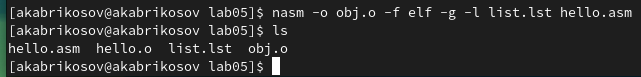 [akabrikosov@akabrikosov lab05]$ nasm -o obj.o -f elf -g -l list.lst hello.asm
[akabrikosov@akabrikosov lab05]$ ls
hello.asm  hello.o  list.lst  obj.o
[akabrikosov@akabrikosov lab05]$